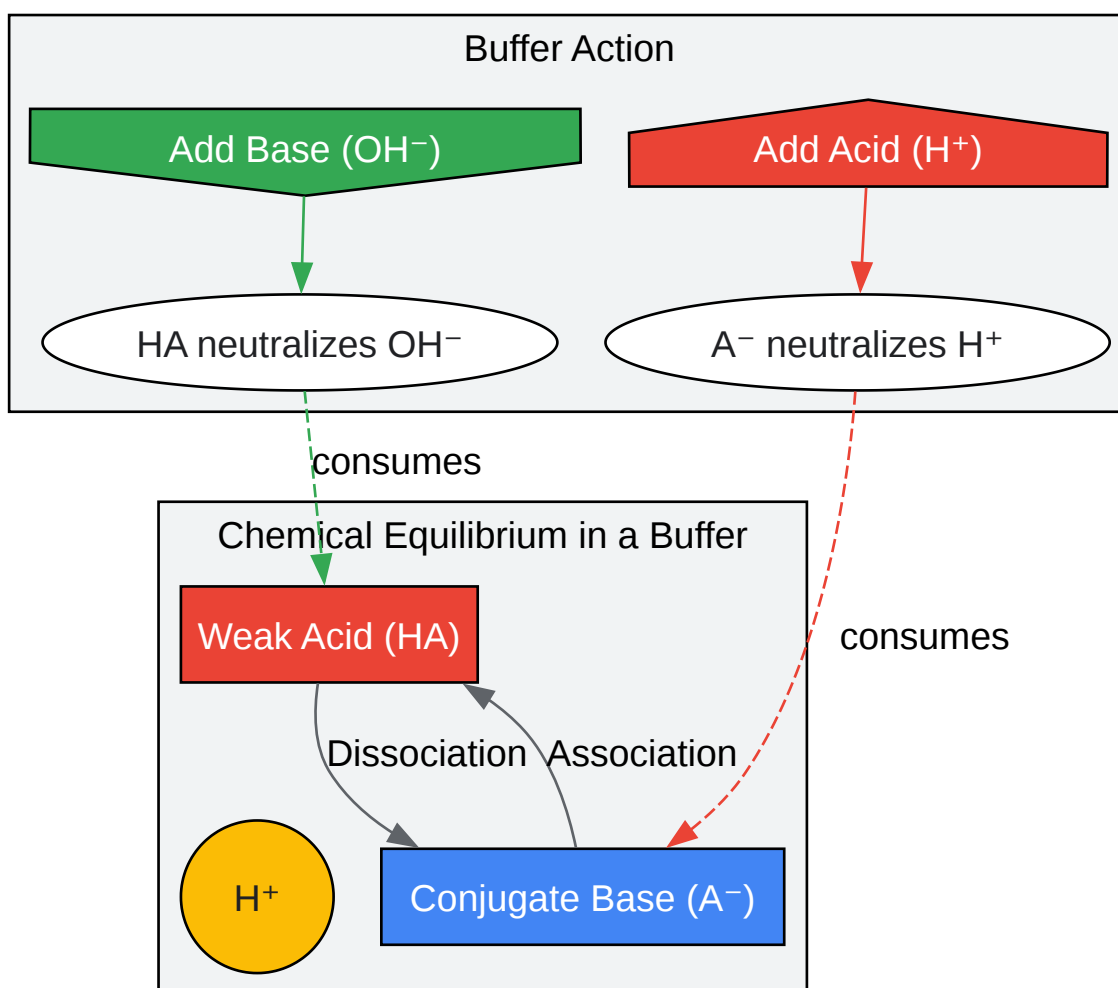 Buffer Action
Add Base (OH⁻)
Add Acid (H⁺)
HA neutralizes OH⁻
A⁻ neutralizes H⁺
consumes
Chemical Equilibrium in a Buffer
Weak Acid (HA)
consumes
Dissociation
Association
H⁺
Conjugate Base (A⁻)